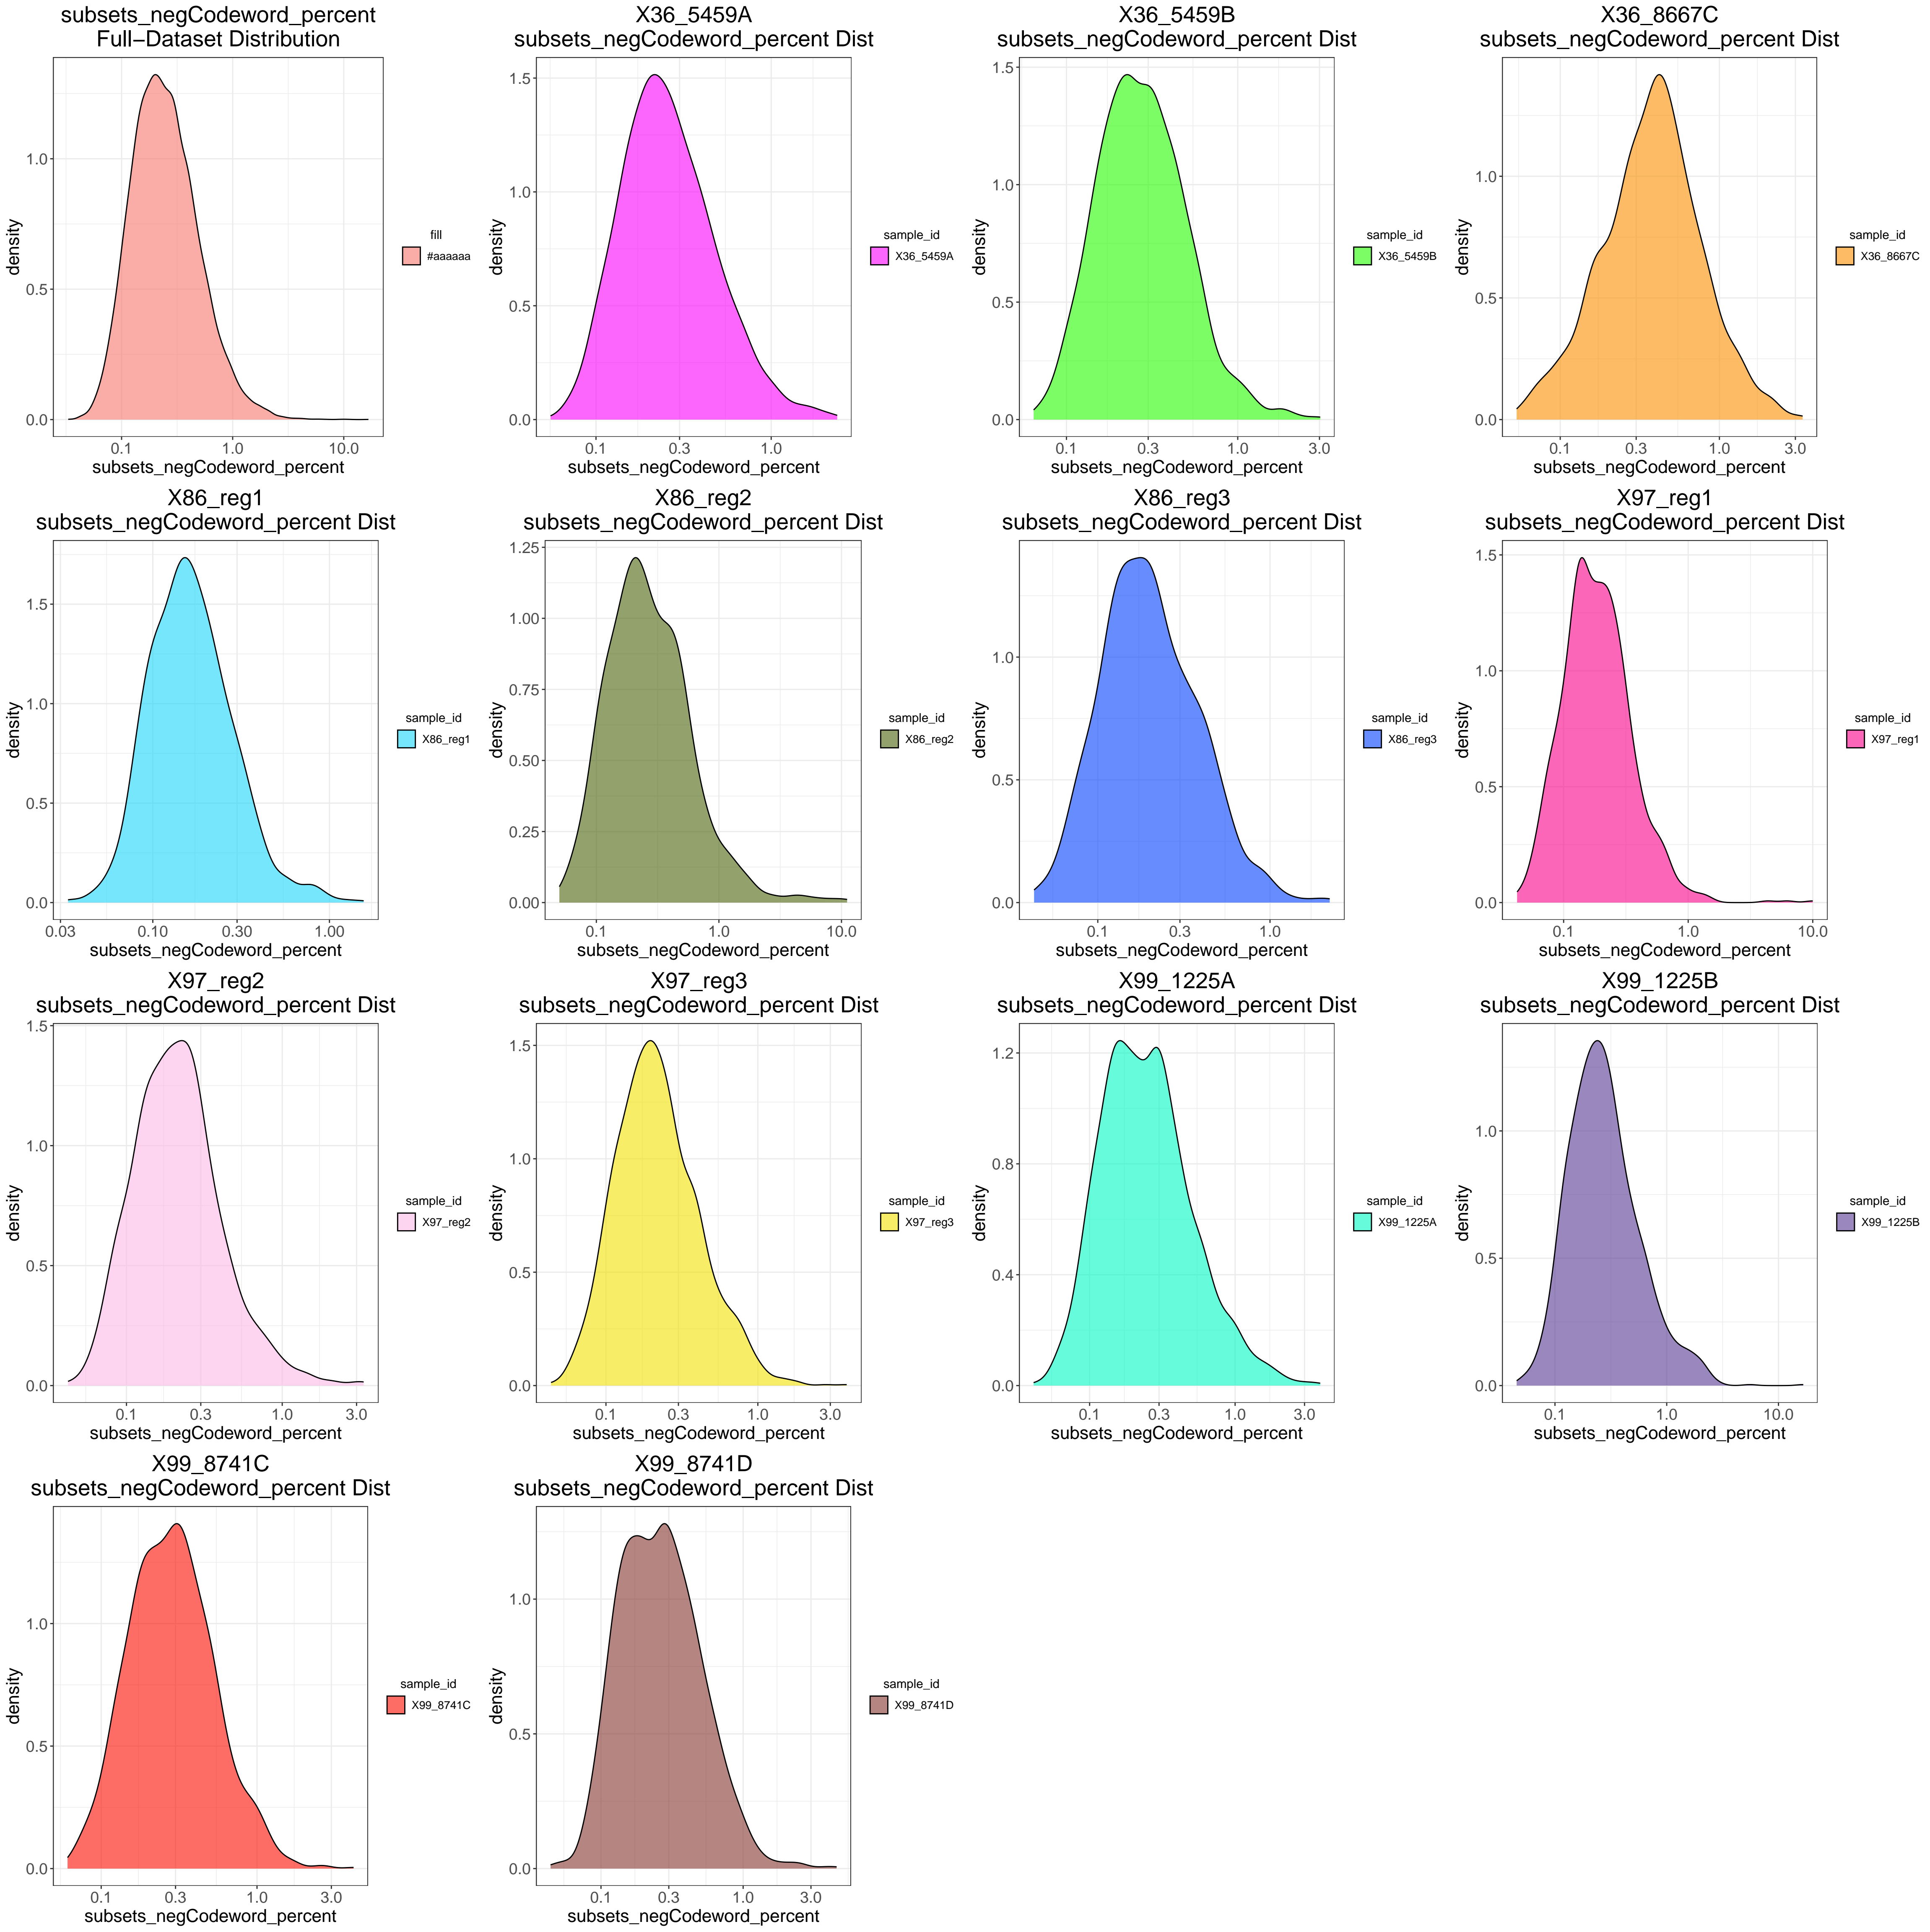 subsets_negCodeword_percent
Full−Dataset Distribution
density
1.0
0.5
0.0
0.1
1.0
10.0
subsets_negCodeword_percent
fill
#aaaaaa
X36_5459A
subsets_negCodeword_percent Dist
density
1.5
1.0
0.5
0.0
0.1
0.3
1.0
subsets_negCodeword_percent
sample_id
X36_5459A
X36_5459B
subsets_negCodeword_percent Dist
density
1.5
1.0
0.5
0.0
0.1
0.3
1.0
3.0
subsets_negCodeword_percent
sample_id
X36_5459B
X36_8667C
subsets_negCodeword_percent Dist
density
1.0
0.5
0.0
0.1
0.3
1.0
3.0
subsets_negCodeword_percent
sample_id
X36_8667C
X86_reg1
subsets_negCodeword_percent Dist
density
1.5
1.0
0.5
0.0
0.03
0.10
0.30
1.00
subsets_negCodeword_percent
sample_id
X86_reg1
X86_reg2
subsets_negCodeword_percent Dist
density
1.25
1.00
0.75
0.50
0.25
0.00
0.1
1.0
10.0
subsets_negCodeword_percent
sample_id
X86_reg2
X86_reg3
subsets_negCodeword_percent Dist
density
1.0
0.5
0.0
0.1
0.3
1.0
subsets_negCodeword_percent
sample_id
X86_reg3
X97_reg1
subsets_negCodeword_percent Dist
density
1.5
1.0
0.5
0.0
0.1
1.0
10.0
subsets_negCodeword_percent
sample_id
X97_reg1
X97_reg2
subsets_negCodeword_percent Dist
density
1.5
1.0
0.5
0.0
0.1
0.3
1.0
3.0
subsets_negCodeword_percent
sample_id
X97_reg2
X97_reg3
subsets_negCodeword_percent Dist
density
1.5
1.0
0.5
0.0
0.1
0.3
1.0
3.0
subsets_negCodeword_percent
sample_id
X97_reg3
X99_1225A
subsets_negCodeword_percent Dist
density
1.2
0.8
0.4
0.0
0.1
0.3
1.0
3.0
subsets_negCodeword_percent
sample_id
X99_1225A
X99_1225B
subsets_negCodeword_percent Dist
density
1.0
0.5
0.0
0.1
1.0
10.0
subsets_negCodeword_percent
sample_id
X99_1225B
X99_8741C
subsets_negCodeword_percent Dist
density
1.0
0.5
0.0
0.1
0.3
1.0
3.0
subsets_negCodeword_percent
sample_id
X99_8741C
X99_8741D
subsets_negCodeword_percent Dist
density
1.0
0.5
0.0
0.1
0.3
1.0
3.0
subsets_negCodeword_percent
sample_id
X99_8741D